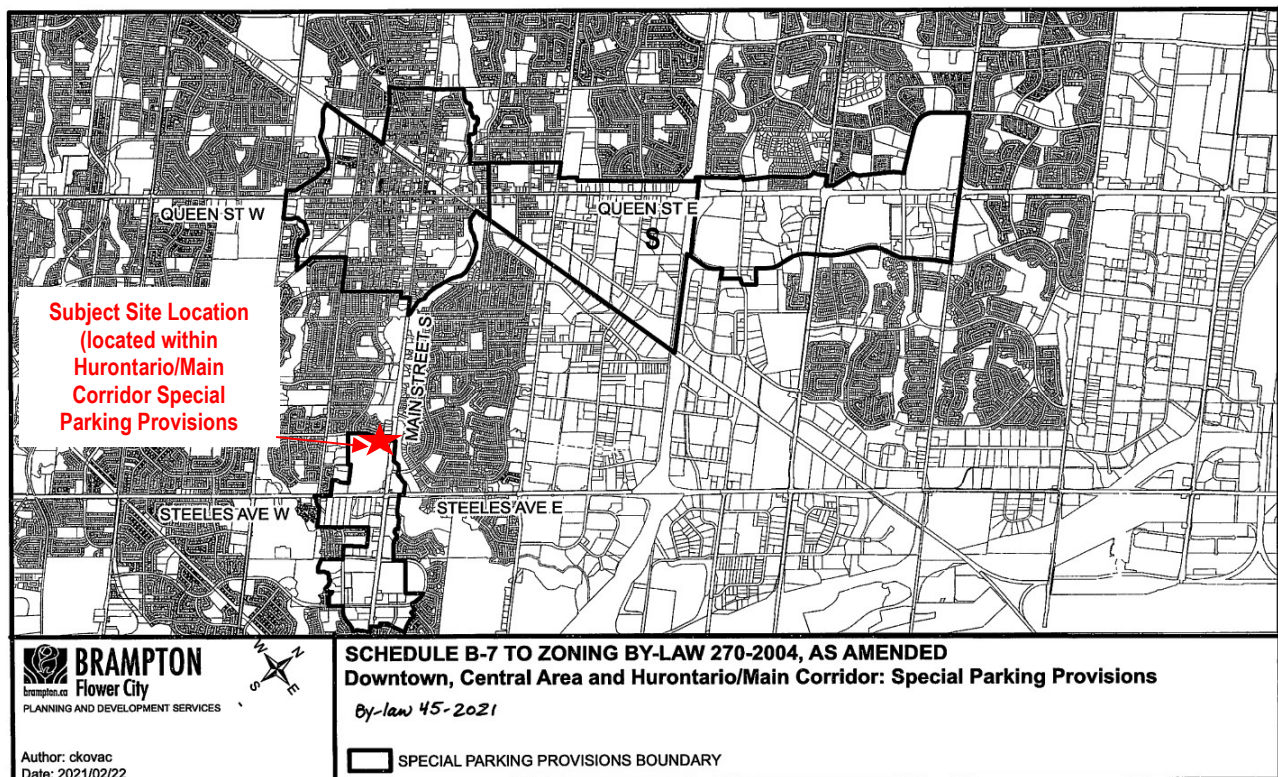 QUEEN ST W
QUEEN ST E
S
Subject Site Location
(located within
Hurontario/Main
Corridor Special
Parking Provisions
MAIN STREET S
STEELES AVE W
STEELES AVE E
BRAMPTON
brampton.ca Flower City
PLANNING AND DEVELOPMENT SERVICES
W N
S E
Author: ckovac
Date: 2021/02/22
SCHEDULE B-7 TO ZONING BY-LAW 270-2004, AS AMENDED
Downtown, Central Area and Hurontario/Main Corridor: Special Parking Provisions
By-law 45-2021
SPECIAL PARKING PROVISIONS BOUNDARY